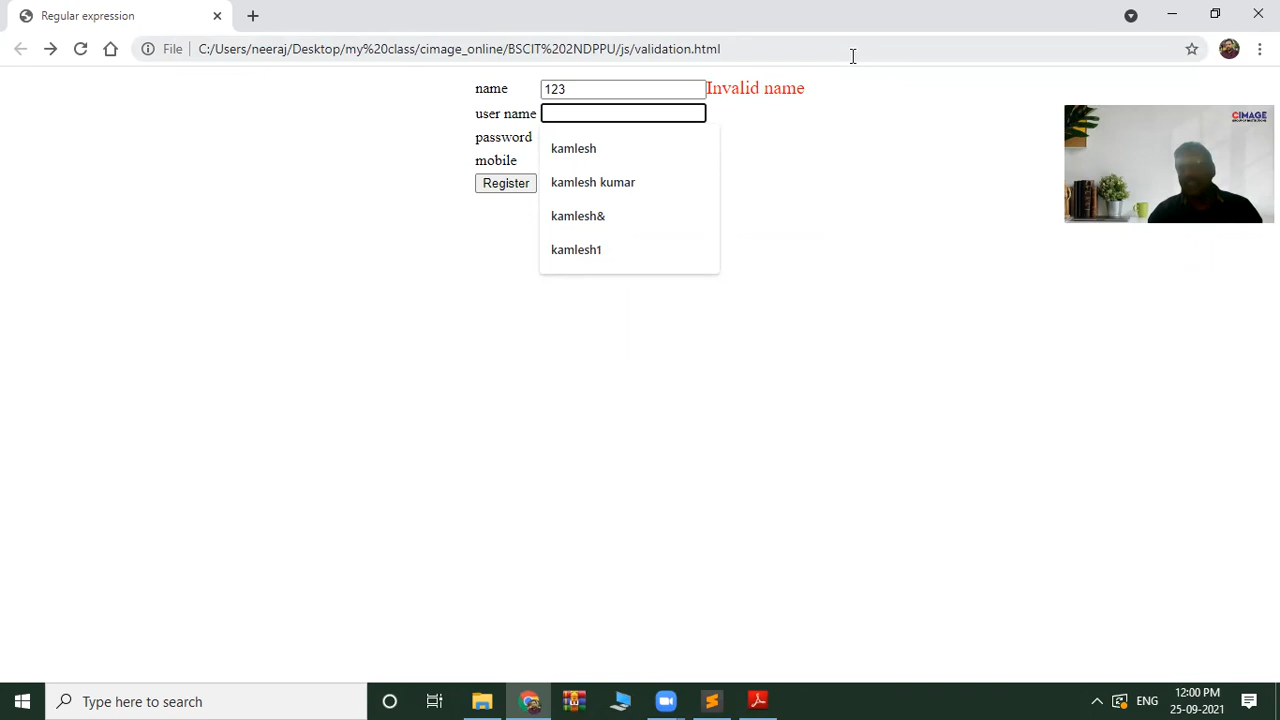 Regular expression
File C:/Users/neeraj/Desktop/my%20class/cimage_online/BSCIT%202NDPPU/js/validation.html
name 123 Invalid name
user name
password
mobile
Register
kamlesh
kamlesh kumar
kamlesh&
kamlesh1
CIMAGE
Type here to search
ENG
12:00 PM
25-09-2021